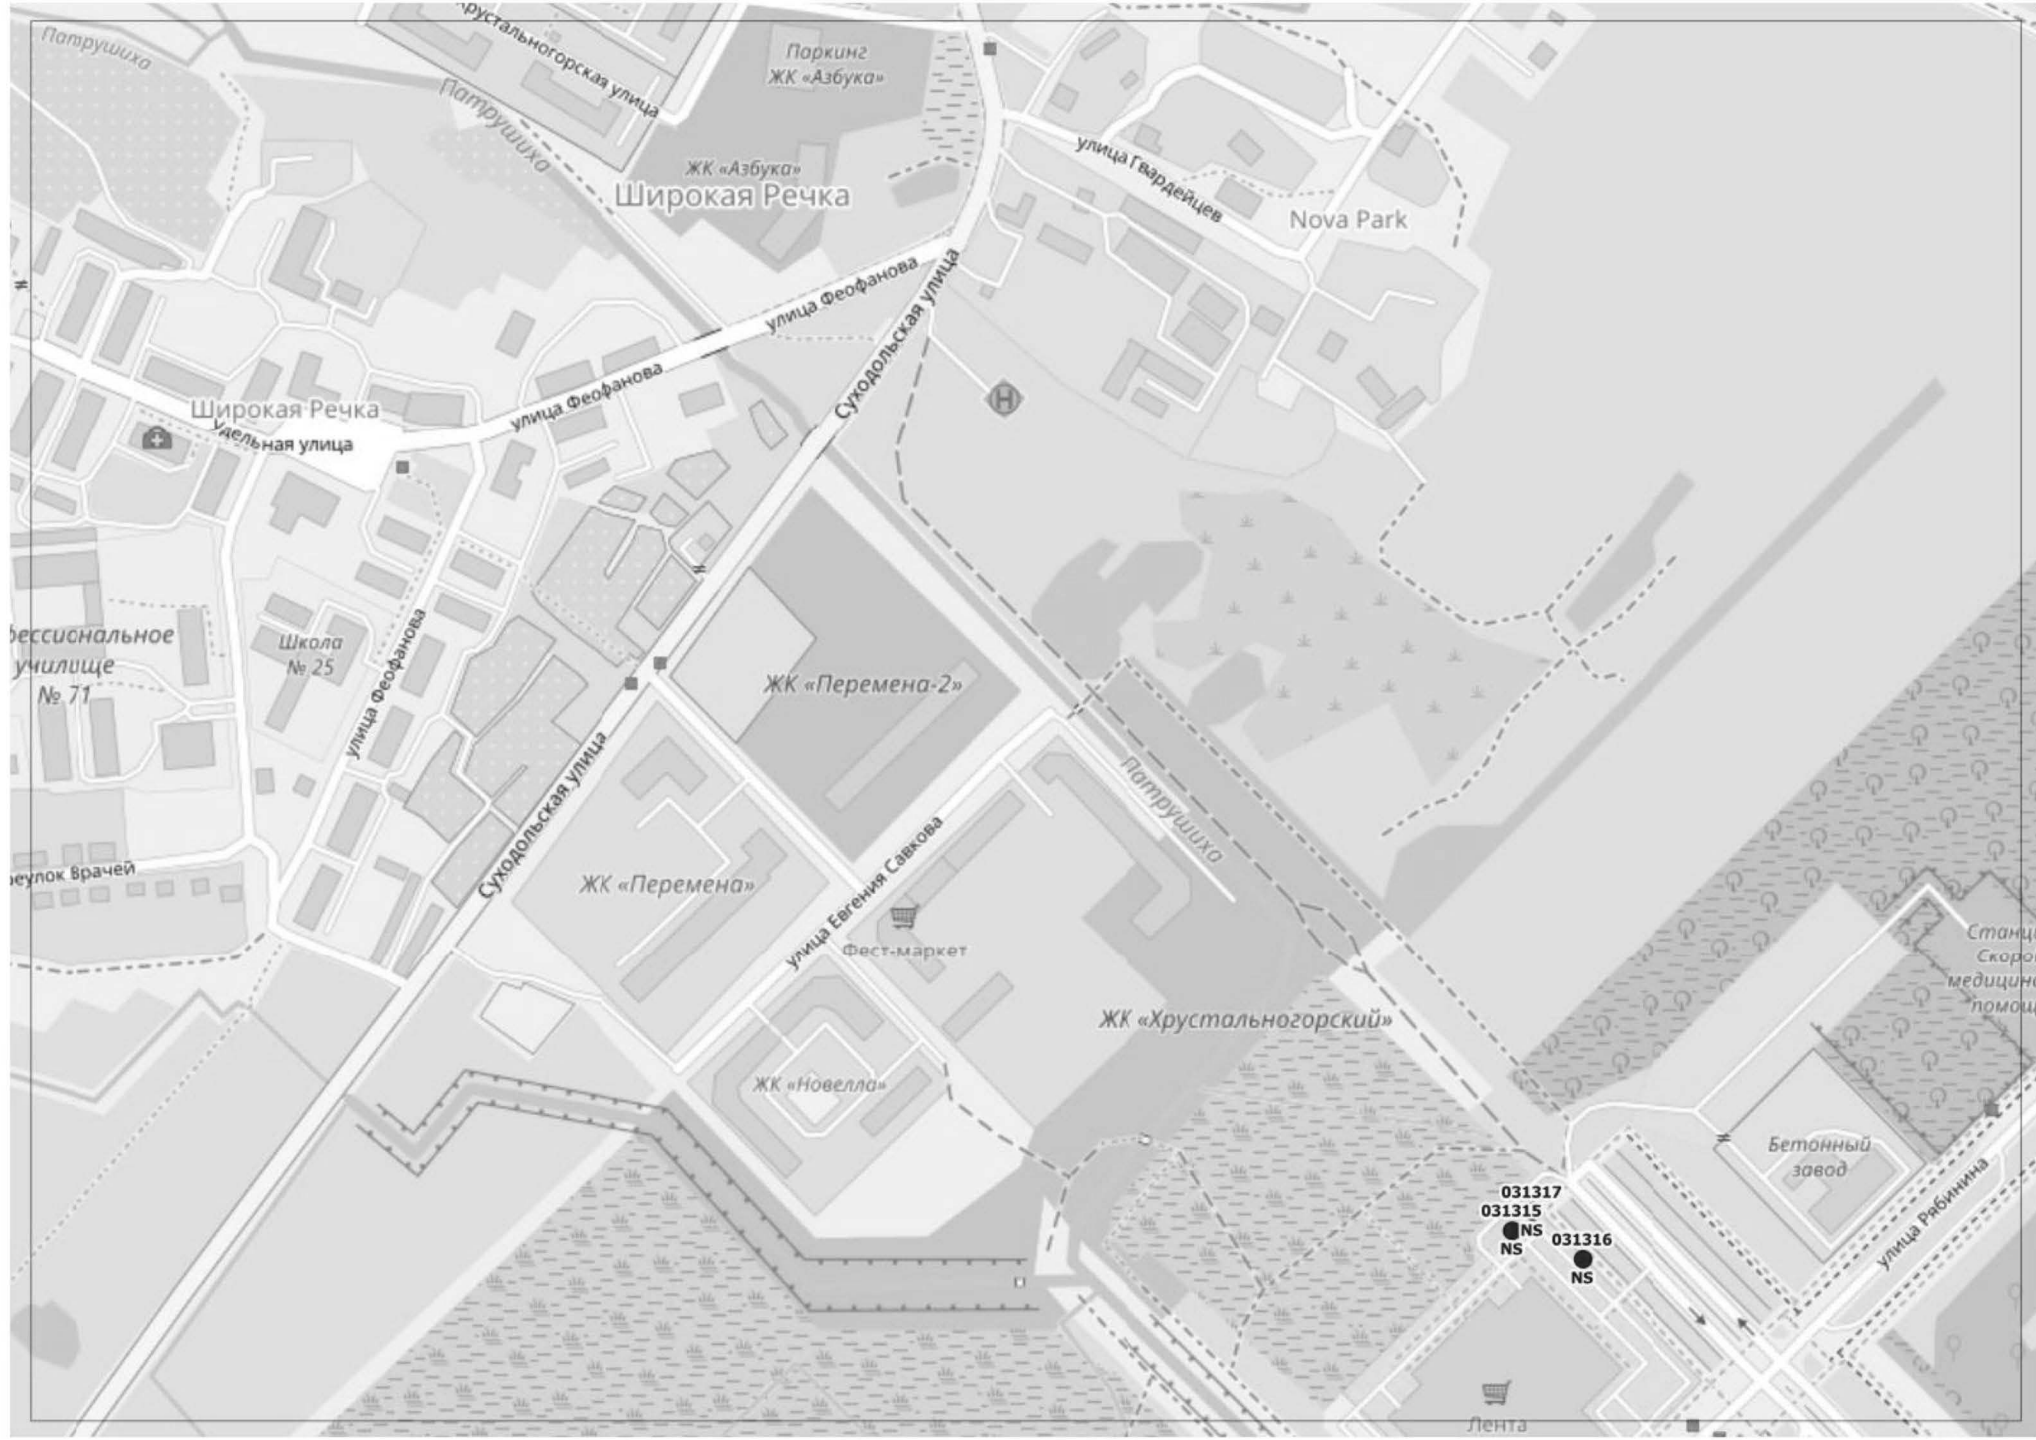 Патрушиха
Хрустальногорская улица
Паркинг
ЖК «Азбука»
Патрушиха
ЖК «Азбука»
Широкая Речка
улица Гвардейцев
Nova Park
улица Феофанова
Суходольская улица
улица Феофанова
Широкая Речка
Удельная улица
H
ессиональное
училище
№ 71
Школа
№ 25
улица Феофанова
ЖК «Перемена-2»
Суходольская улица
Патрушиха
еулок Врачей
ЖК «Перемена»
улица Евгения Савкова
Фест-маркет
Станци
Скоро
медицинс
помощ
ЖК «Хрустальногорский»
ЖК «Новелла»
Бетонный
завод
улица Рябинина
031317
031315
NS
NS
031316
NS
Лента